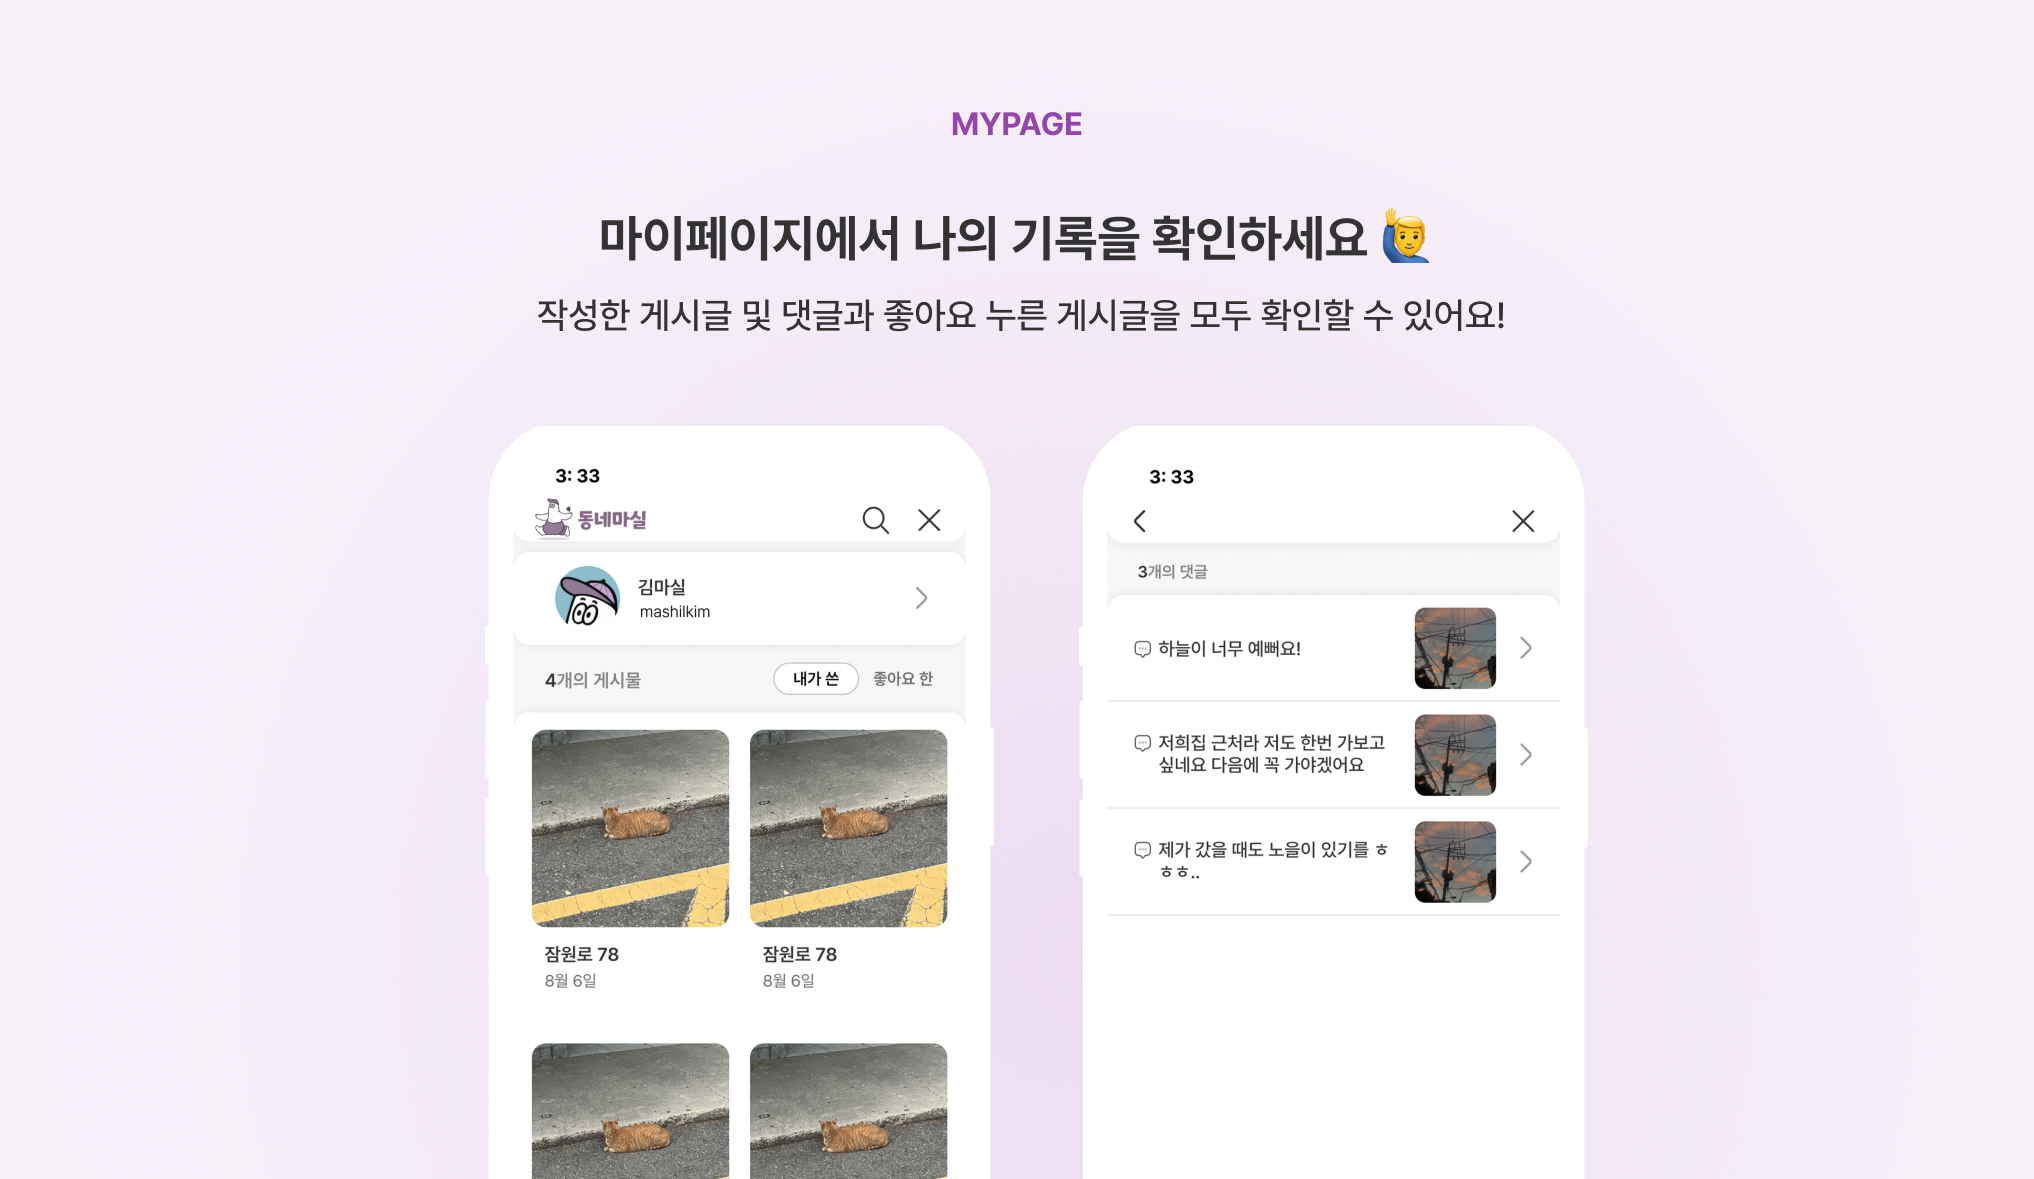 MYPAGE
마이페이지에서 나의 기록을 확인하세요 🙋‍♂️
작성한 게시글 및 댓글과 좋아요 누른 게시글을 모두 확인할 수 있어요!
3: 33
동네마실
김마실
mashilkim
4개의 게시물
내가 쓴
좋아요 한
잠원로 78
8월 6일
잠원로 78
8월 6일
3: 33
3개의 댓글
하늘이 너무 예뻐요!
저희집 근처라 저도 한번 가보고
싶네요 다음에 꼭 가야겠어요
제가 갔을 때도 노을이 있기를 ㅎ
ㅎㅎ..